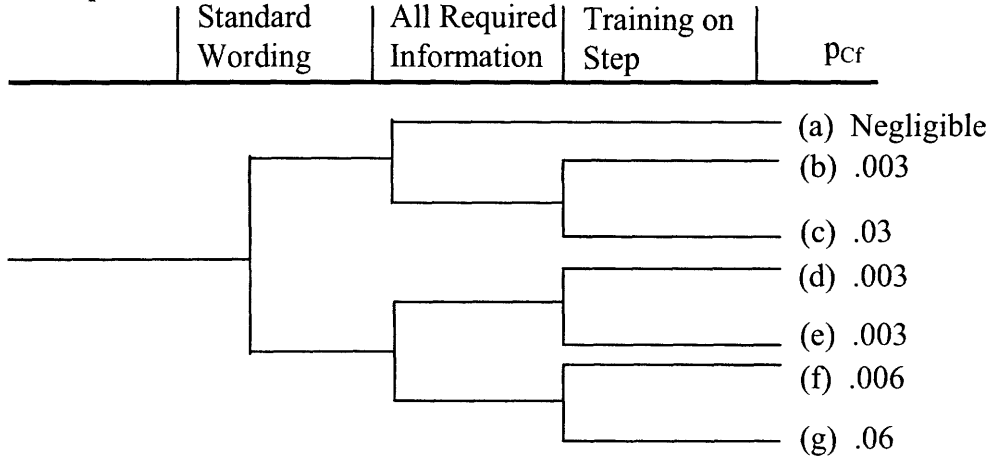 Standard Wording
All Required Information
Training on Step
pCf
(a) Negligible
(b) .003
(c) .03
(d) .003
(e) .003
(f) .006
(g) .06